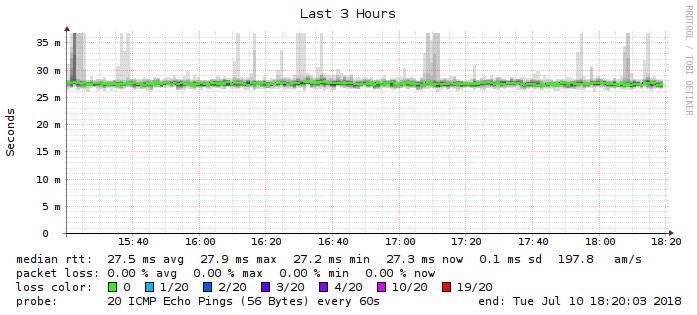 Last 3 Hours
RRDTOOL / TOBI OETIKER
Seconds
35 m
30 m
25 m
20 m
15 m
10 m
5 m
0
15:40 16:00 16:20 16:40 17:00 17:20 17:40 18:00 18:20
median rtt: 27.5 ms avg 27.9 ms max 27.2 ms min 27.3 ms now 0.1 ms sd 197.8 am/s
packet loss: 0.00 % avg 0.00 % max 0.00 % min 0.00 % now
loss color: 0 1/20 2/20 3/20 4/20 10/20 19/20
probe: 20 ICMP Echo Pings (56 Bytes) every 60s end: Tue Jul 10 18:20:03 2018